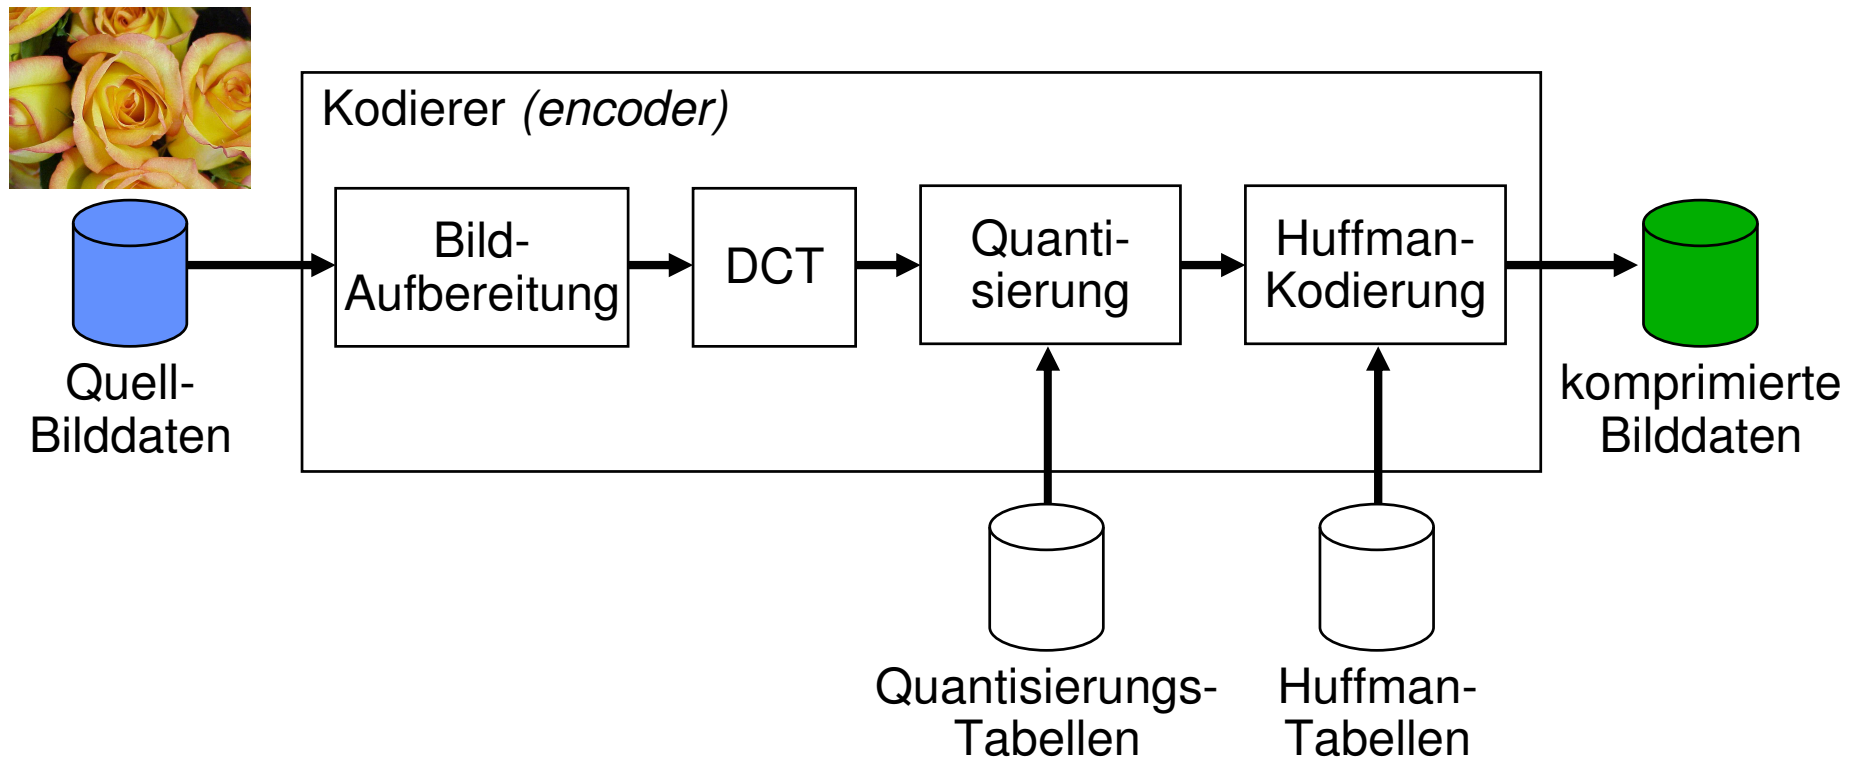 Kodierer (encoder)
Bild-
Aufbereitung
DCT
Quanti-
sierung
Huffman-
Kodierung
Quell-
Bilddaten
komprimierte
Bilddaten
Quantisierungs-
Tabellen
Huffman-
Tabellen